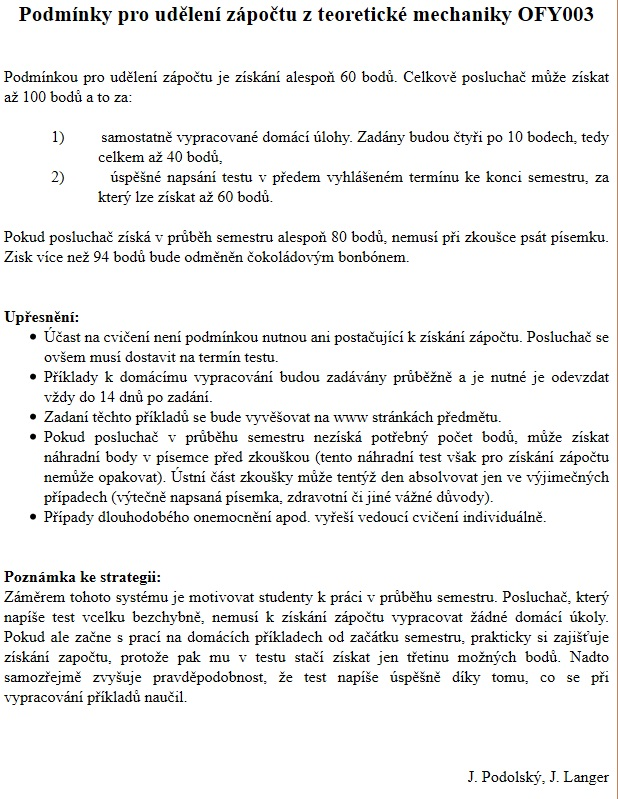 Podmínky pro udělení zápočtu z teoretické mechaniky OFY003
Podmínkou pro udělení zápočtu je získání alespoň 60 bodů. Celkově posluchač může získat
až 100 bodů a to za:
1) samostatně vypracované domácí úlohy. Zadány budou čtyři po 10 bodech, tedy
celkem až 40 bodů,
2) úspěšné napsání testu v předem vyhlášeném termínu ke konci semestru, za
který lze získat až 60 bodů.
Pokud posluchač získá v průběh semestru alespoň 80 bodů, nemusí při zkoušce psát písemku.
Zisk více než 94 bodů bude odměněn čokoládovým bonbónem.
Upřesnění:
• Účast na cvičení není podmínkou nutnou ani postačující k získání zápočtu. Posluchač se
ovšem musí dostavit na termín testu.
• Příklady k domácímu vypracování budou zadávány průběžně a je nutné je odevzdat
vždy do 14 dnů po zadání.
• Zadaní těchto příkladů se bude vyvěšovat na www stránkách předmětu.
• Pokud posluchač v průběhu semestru nezíská potřebný počet bodů, může získat
náhradní body v písemce před zkouškou (tento náhradní test však pro získání zápočtu
nemůže opakovat). Ústní část zkoušky může tentýž den absolvovat jen ve výjimečných
případech (výtečně napsaná písemka, zdravotní či jiné vážné důvody).
• Případy dlouhodobého onemocnění apod. vyřeší vedoucí cvičení individuálně.
Poznámka ke strategii:
Záměrem tohoto systému je motivovat studenty k práci v průběhu semestru. Posluchač, který
napíše test vcelku bezchybně, nemusí k získání zápočtu vypracovat žádné domácí úkoly.
Pokud ale začne s prací na domácích příkladech od začátku semestru, prakticky si zajišťuje
získání započtu, protože pak mu v testu stačí získat jen třetinu možných bodů. Nadto
samozřejmě zvyšuje pravděpodobnost, že test napíše úspěšně díky tomu, co se při
vypracování příkladů naučil.
J. Podolský, J. Langer